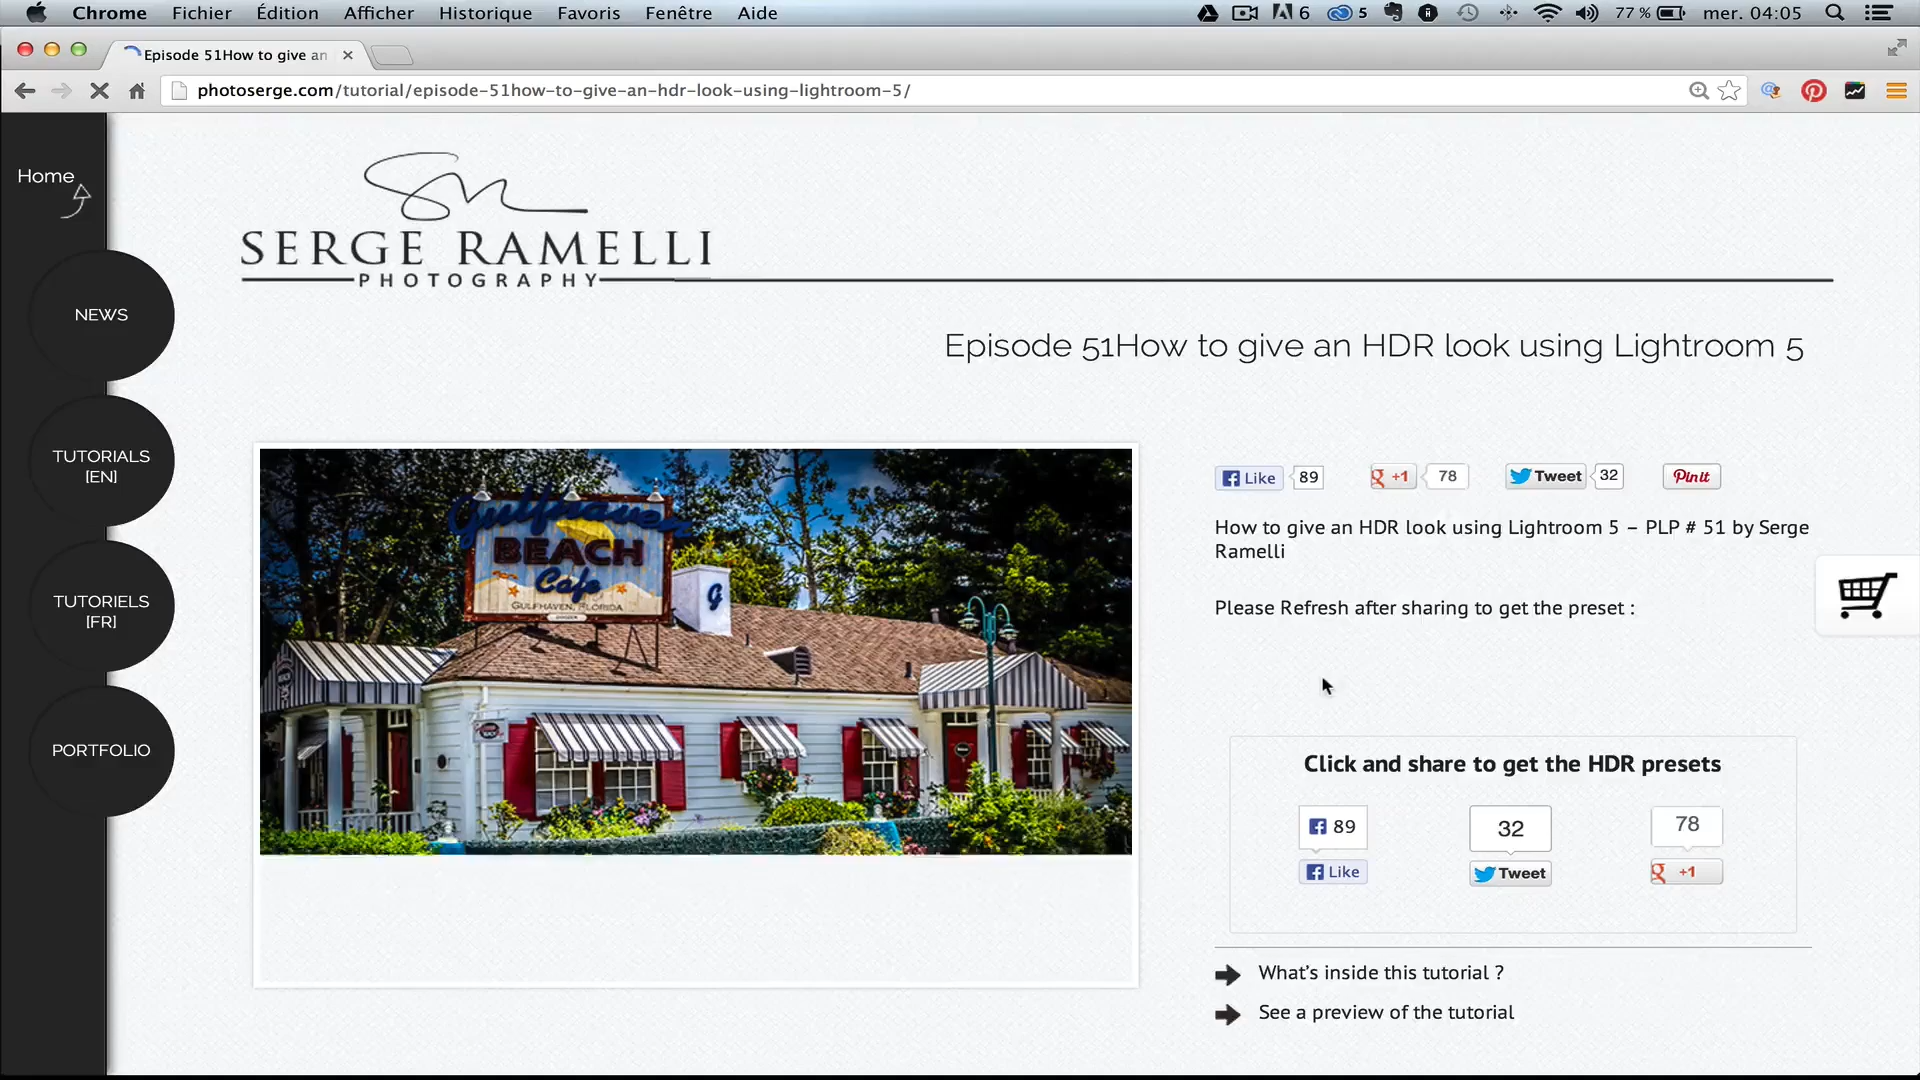 Chrome Fichier Édition Afficher Historique Favoris Fenêtre Aide 6 5 77 % mer. 04:05
Episode 51How to give an
photoserge.com/tutorial/episode-51how-to-give-an-hdr-look-using-lightroom-5/
Home
SERGE RAMELLI
PHOTOGRAPHY
NEWS
Episode 51How to give an HDR look using Lightroom 5
TUTORIALS
[EN]
TUTORIELS
[FR]
PORTFOLIO
Gulfhaven
BEACH
Cafe
GULFHAVEN, FLORIDA
G
Like 89 +1 78 Tweet 32 Pinit
How to give an HDR look using Lightroom 5 – PLP # 51 by Serge
Ramelli
Please Refresh after sharing to get the preset :
Click and share to get the HDR presets
89 32 78
Like Tweet +1
What's inside this tutorial ?
See a preview of the tutorial